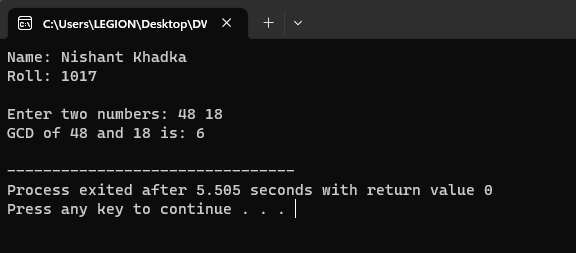 C:\Users\LEGION\Desktop\DV
Name: Nishant Khadka
Roll: 1017
Enter two numbers: 48 18
GCD of 48 and 18 is: 6
--------------------------------
Process exited after 5.505 seconds with return value 0
Press any key to continue . . .